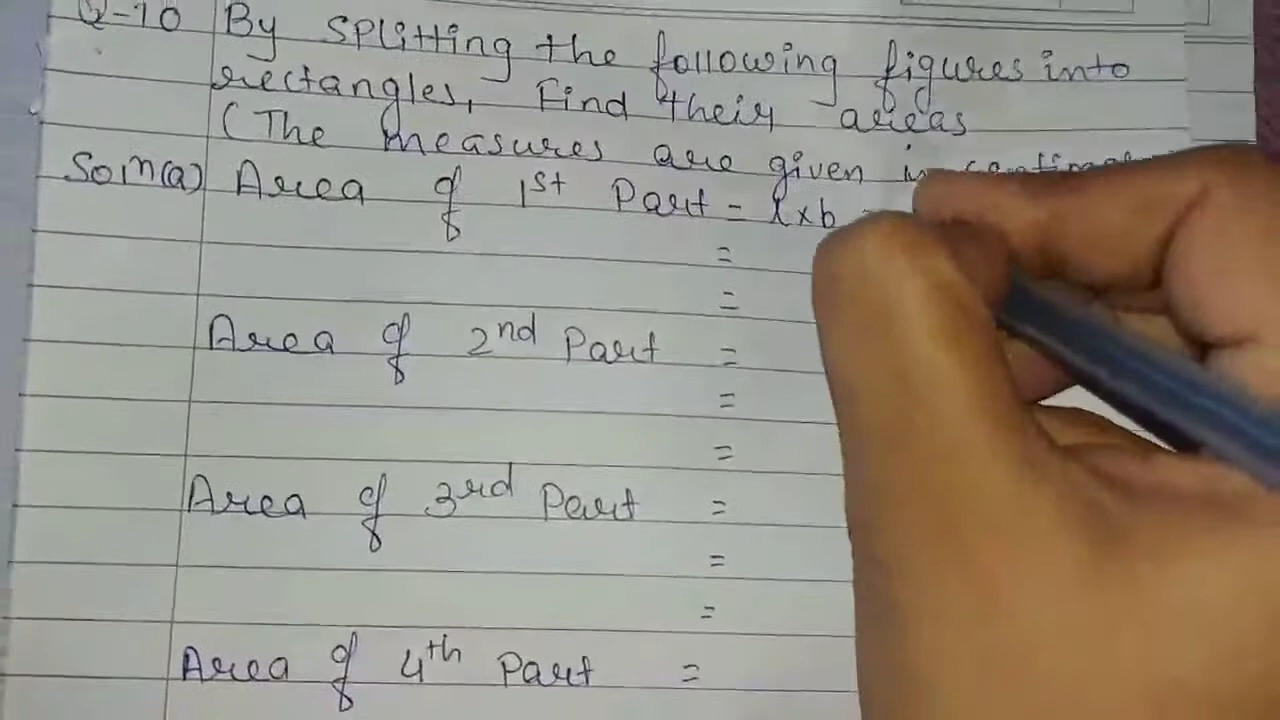 Q-10 By splitting the following figures into
rectangles, Find their areas
(The measures are given in
Soln(a) Area of 1st Part = l×b =
=
=
Area of 2nd Part =
=
=
Area of 3rd Part =
=
=
Area of 4th Part =